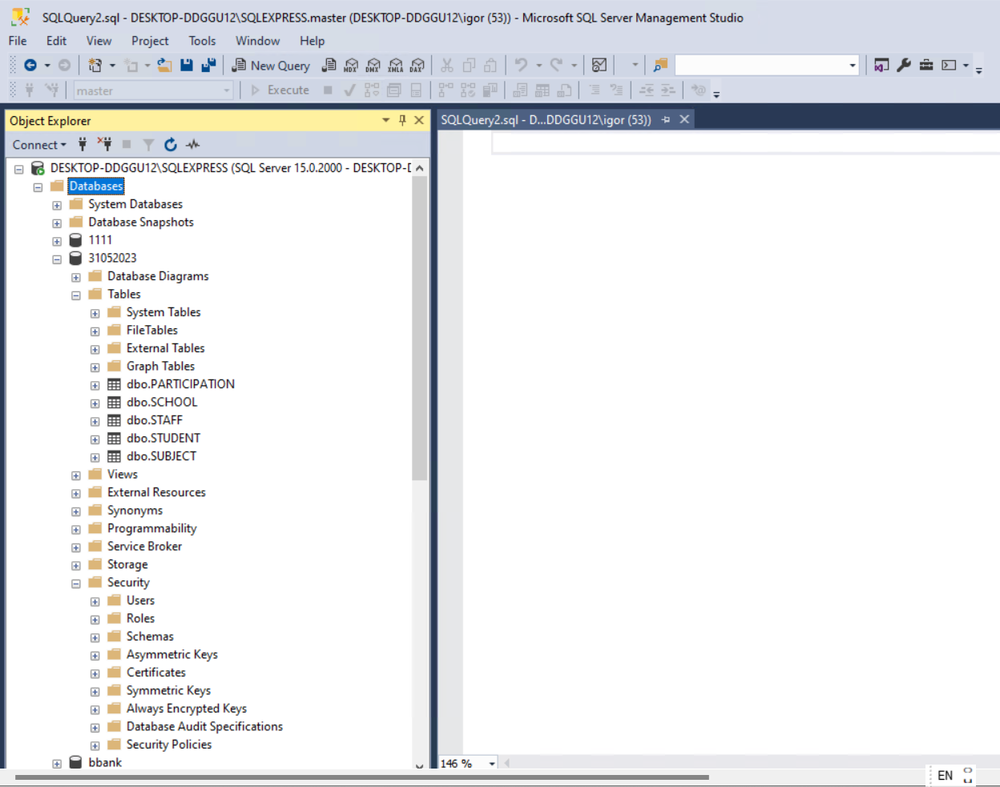 SQLQuery2.sql - DESKTOP-DDGGU12\SQLEXPRESS.master (DESKTOP-DDGGU12\igor (53)) - Microsoft SQL Server Management Studio
File Edit View Project Tools Window Help
New Query MDX DMX XMLA DAX
master Execute
Object Explorer
SQLQuery2.sql - D...DDGGU12\igor (53))
Connect
DESKTOP-DDGGU12\SQLEXPRESS (SQL Server 15.0.2000 - DESKTOP-D
Databases
System Databases
Database Snapshots
1111
31052023
Database Diagrams
Tables
System Tables
FileTables
External Tables
Graph Tables
dbo.PARTICIPATION
dbo.SCHOOL
dbo.STAFF
dbo.STUDENT
dbo.SUBJECT
Views
External Resources
Synonyms
Programmability
Service Broker
Storage
Security
Users
Roles
Schemas
Asymmetric Keys
Certificates
Symmetric Keys
Always Encrypted Keys
Database Audit Specifications
Security Policies
bbank
146 %
EN